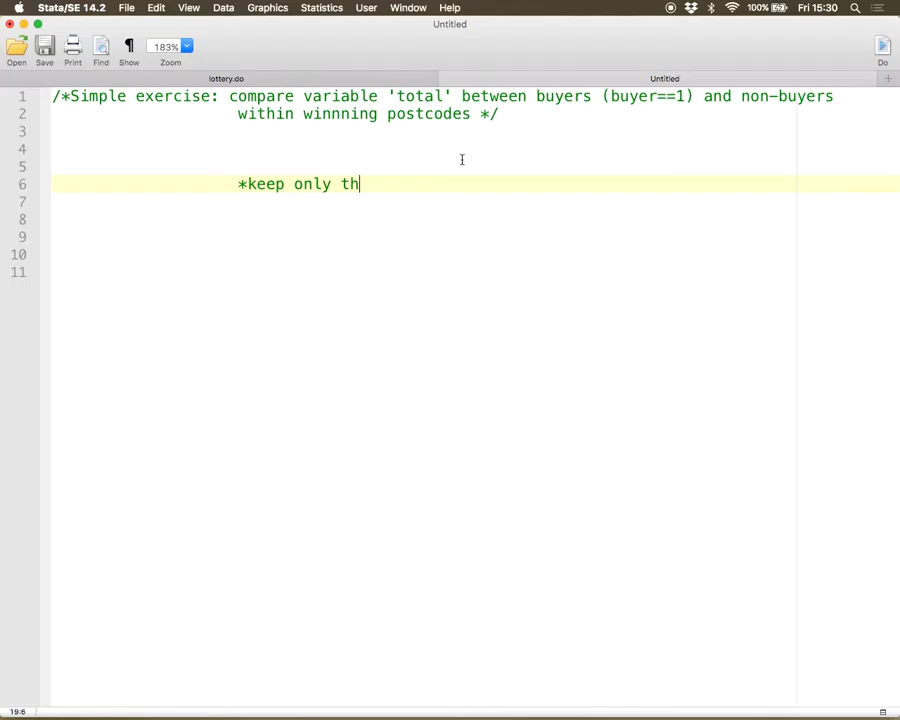 Stata/SE 14.2 File Edit View Data Graphics Statistics User Window Help 100% Fri 15:30
Untitled
183%
Open Save Print Find Show Zoom Do
lottery.do Untitled +
1 /*Simple exercise: compare variable 'total' between buyers (buyer==1) and non-buyers
2 within winnning postcodes */
3
4
5
6 *keep only th
7
8
9
10
11
19:6